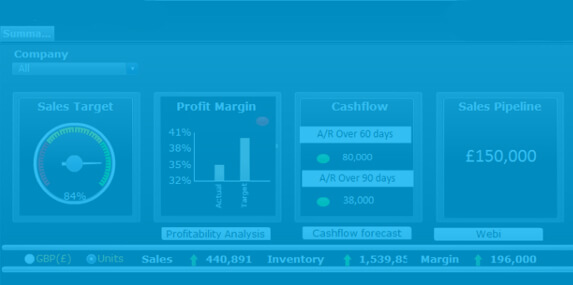 Summa...
Company
All
Sales Target
84%
Profit Margin
41%
38%
35%
32%
Actual
Target
Cashflow
A/R Over 60 days
80,000
A/R Over 90 days
38,000
Sales Pipeline
£150,000
Profitability Analysis
Cashflow forecast
Webi
GBP(£) Units Sales 440,891 Inventory 1,539,85 Margin 196,000